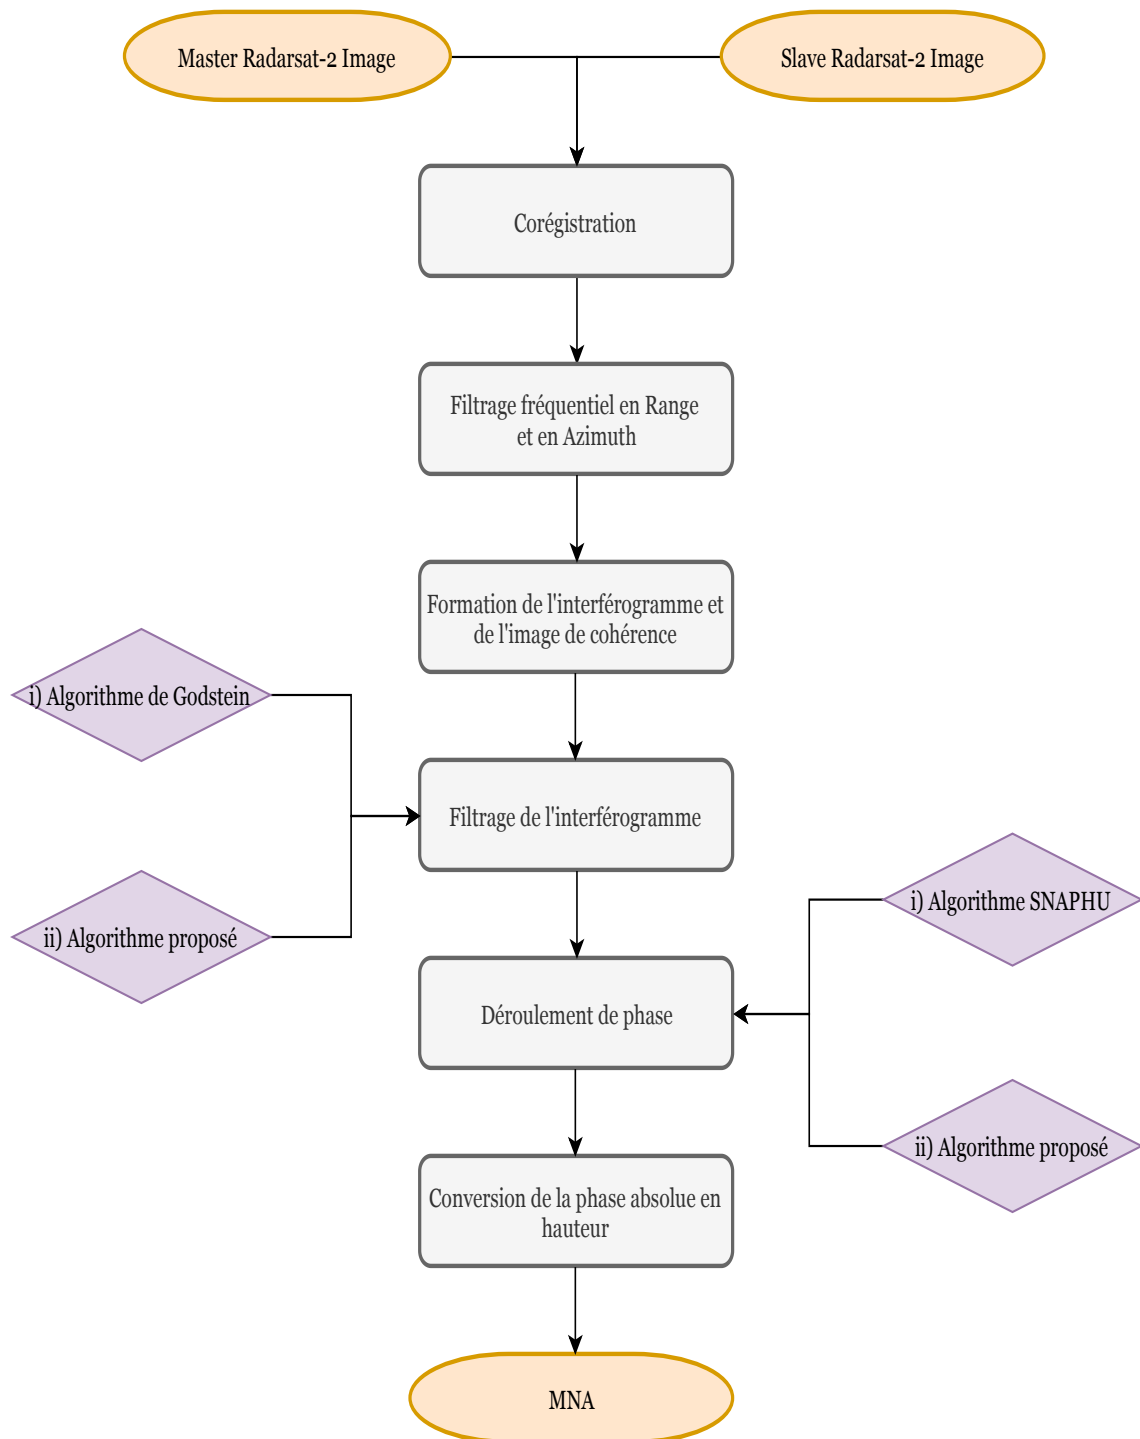 Master Radarsat-2 Image
Slave Radarsat-2 Image
Corégistration
Filtrage fréquentiel en Range
et en Azimuth
Formation de l'interférogramme et
de l'image de cohérence
i) Algorithme de Godstein
Filtrage de l'interférogramme
ii) Algorithme proposé
i) Algorithme SNAPHU
Déroulement de phase
ii) Algorithme proposé
Conversion de la phase absolue en
hauteur
MNA